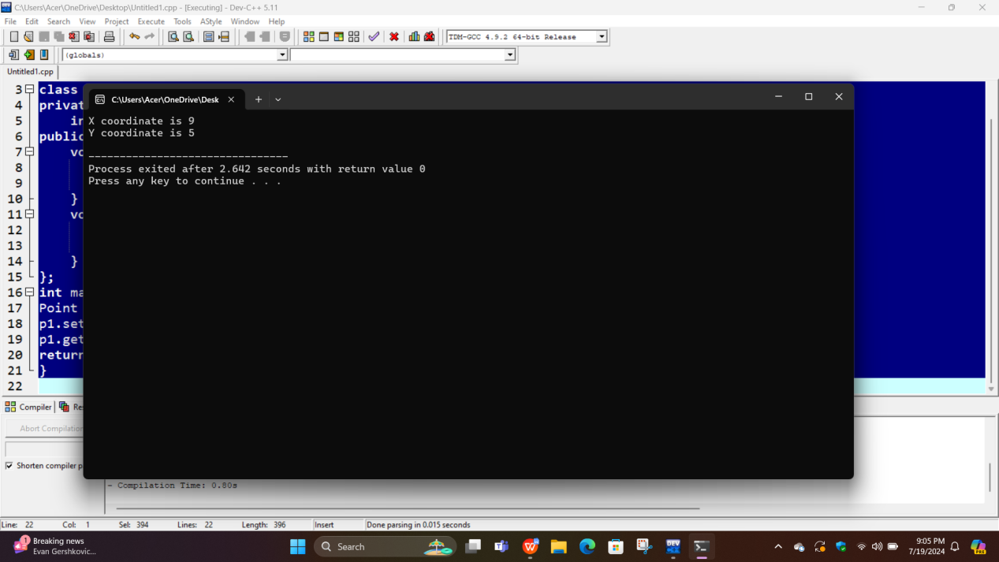 C:\Users\Acer\OneDrive\Desktop\Untitled1.cpp - [Executing] - Dev-C++ 5.11
File Edit Search View Project Execute Tools AStyle Window Help
TDM-GCC 4.9.2 64-bit Release
(globals)
Untitled1.cpp
C:\Users\Acer\OneDrive\Desk
X coordinate is 9
Y coordinate is 5
--------------------------------
Process exited after 2.642 seconds with return value 0
Press any key to continue . . .
3 class
4 privat
5 in
6 public
7 vo
8
9
10 }
11 vo
12
13
14 }
15 };
16 int ma
17 Point
18 p1.set
19 p1.get
20 return
21 }
22
Compiler Res
Abort Compilation
Shorten compiler p
- Compilation Time: 0.80s
Line: 22 Col: 1 Sel: 394 Lines: 22 Length: 396 Insert Done parsing in 0.015 seconds
1
Breaking news
Evan Gershkovic...
Search
DEV
9:05 PM
7/19/2024
PRE